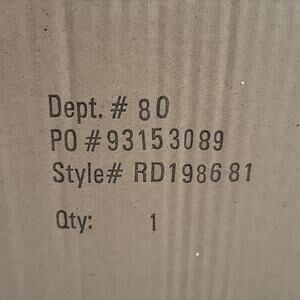 Dept. # 80
PO # 93153089
Style# RD198681
Qty: 1